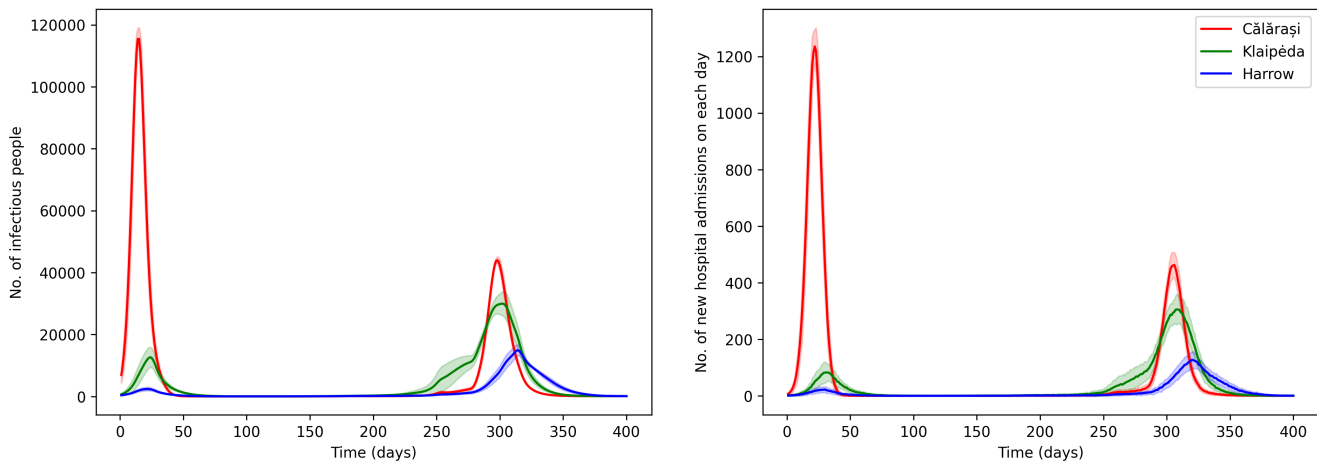 120000
100000
80000
60000
40000
20000
0
No. of infectious people
0 50 100 150 200 250 300 350 400
Time (days)
1200
1000
800
600
400
200
0
No. of new hospital admissions on each day
0 50 100 150 200 250 300 350 400
Time (days)
Călărași
Klaipėda
Harrow